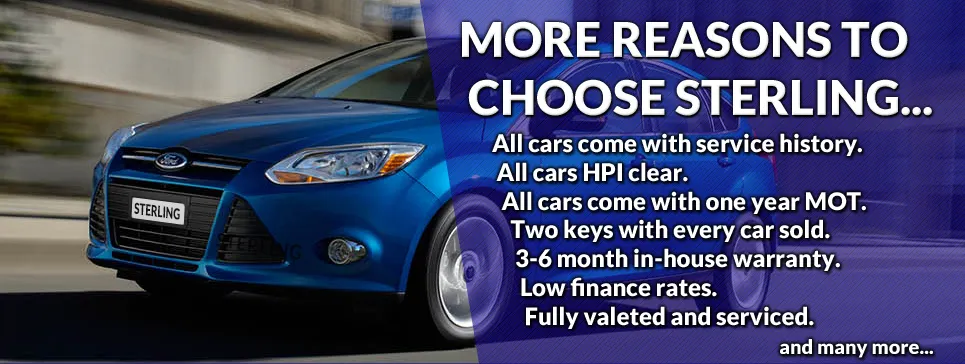 MORE REASONS TO
CHOOSE STERLING...
All cars come with service history.
All cars HPI clear.
All cars come with one year MOT.
Two keys with every car sold.
3-6 month in-house warranty.
Low finance rates.
Fully valeted and serviced.
and many more...
Ford
STERLING